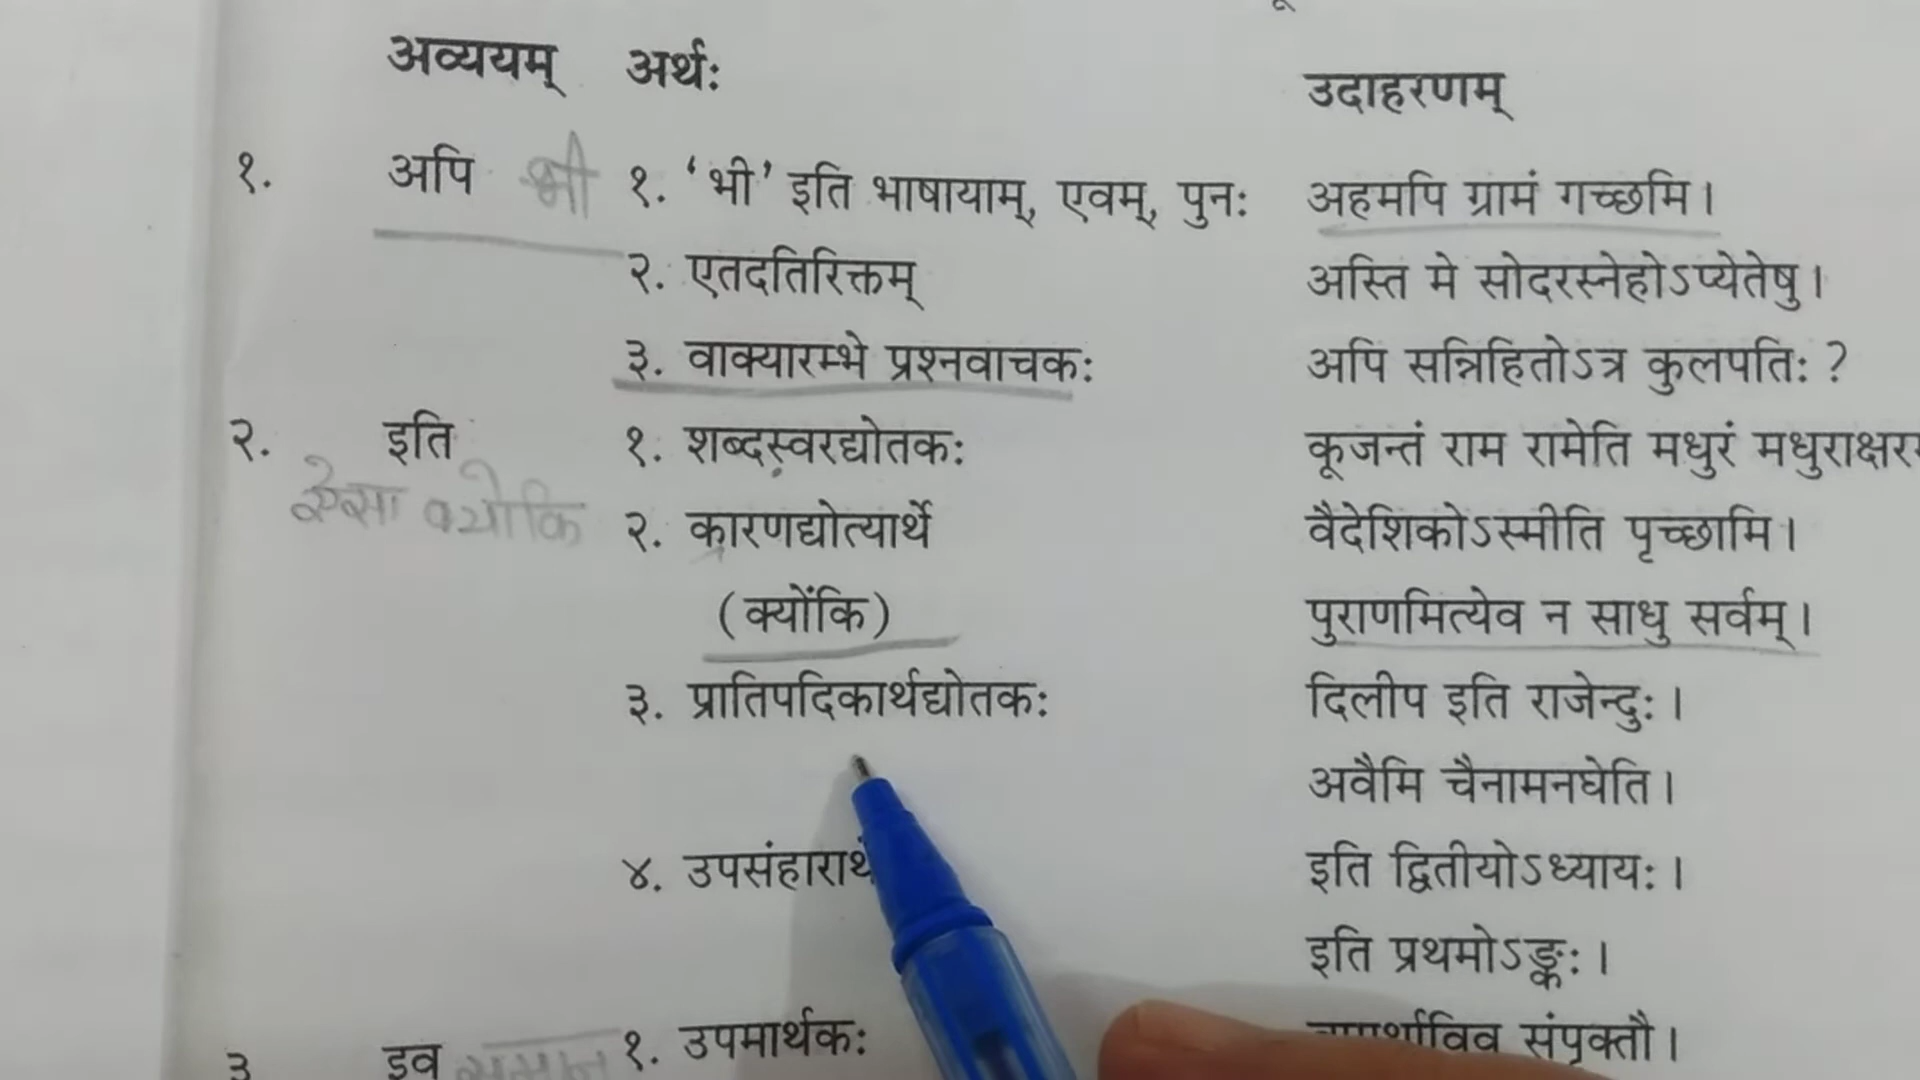 अव्ययम् अर्थः उदाहरणम्
१. अपि भी १. ‘भी’ इति भाषायाम्, एवम्, पुनः अहमपि ग्रामं गच्छमि।
२. एतदतिरिक्तम् अस्ति मे सोदरस्नेहोऽप्येतेषु।
३. वाक्यारम्भे प्रश्नवाचकः अपि सन्निहितोऽत्र कुलपतिः ?
२. इति १. शब्दस्वरद्योतकः कूजन्तं राम रामेति मधुरं
ऐसा क्योकि २. कारणद्योत्यार्थे वैदेशिकोऽस्मीति पृच्छामि।
(क्योंकि) पुराणमित्येव न साधु सर्वम्।
३. प्रातिपदिकार्थद्योतकः दिलीप इति राजेन्दुः।
अवैमि चैनामनघेति।
४. इति द्वितीयोऽध्यायः।
इति प्रथमोऽङ्कः।
३ इव समान १. उपमार्थकः संपृक्तौ।